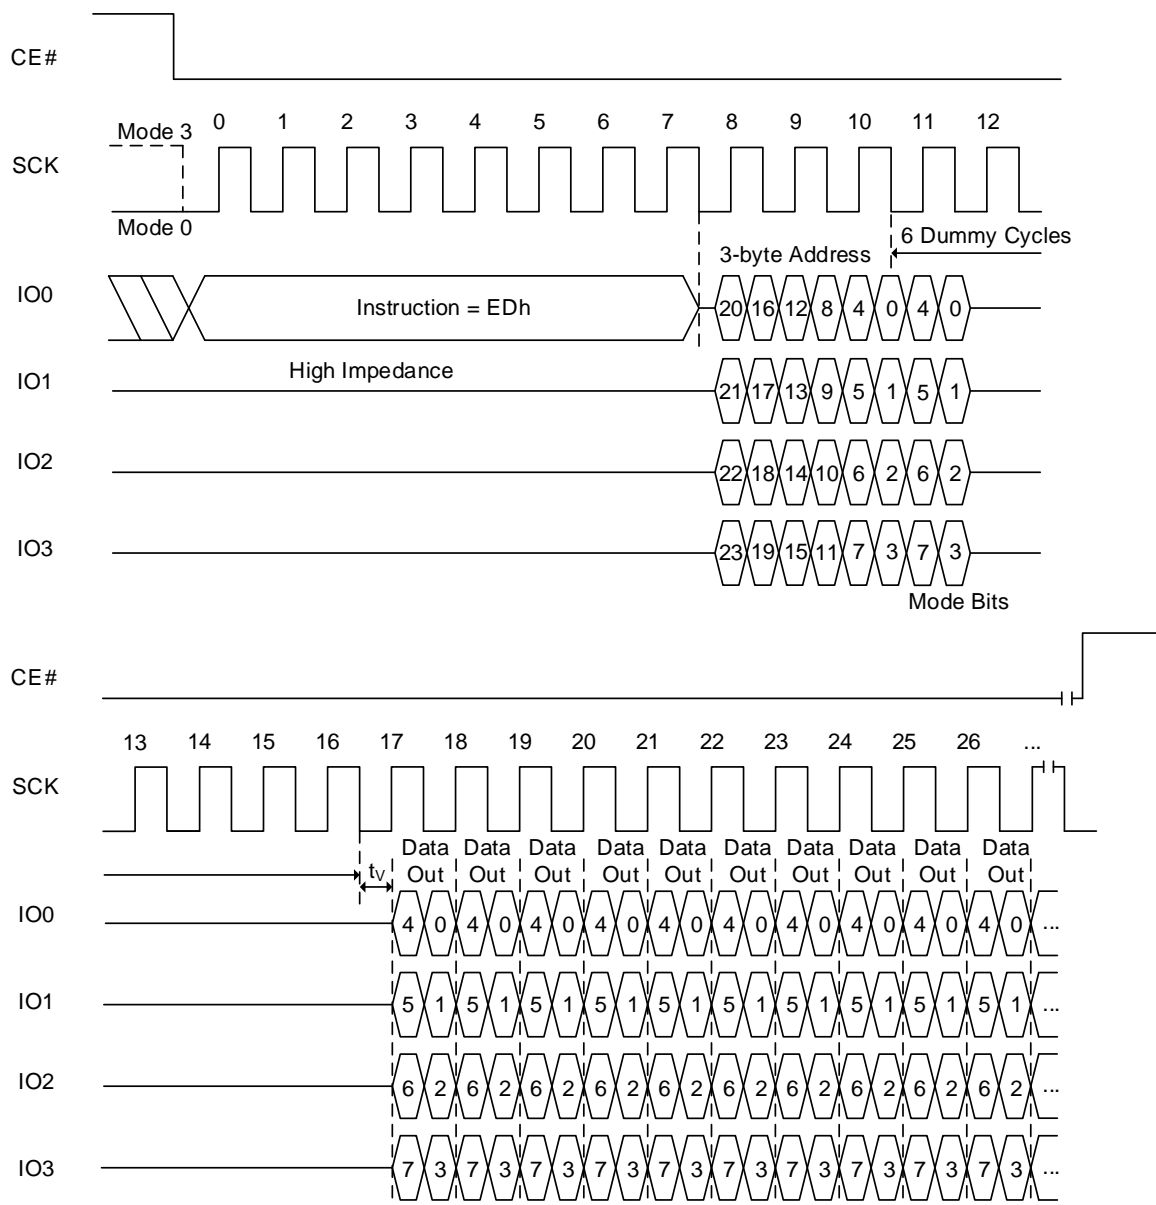 CE#
Mode 3 0 1 2 3 4 5 6 7 8 9 10 11 12
SCK
Mode 0
6 Dummy Cycles
3-byte Address
IO0 Instruction = EDh 20 16 12 8 4 0 4 0
High Impedance
IO1 21 17 13 9 5 1 5 1
IO2 22 18 14 10 6 2 6 2
IO3 23 19 15 11 7 3 7 3
Mode Bits
CE#
13 14 15 16 17 18 19 20 21 22 23 24 25 26 ...
SCK
Data Data Data Data Data Data Data Data Data Data
tV Out Out Out Out Out Out Out Out Out Out
IO0 4 0 4 0 4 0 4 0 4 0 4 0 4 0 4 0 4 0 4 0 ...
IO1 5 1 5 1 5 1 5 1 5 1 5 1 5 1 5 1 5 1 5 1 ...
IO2 6 2 6 2 6 2 6 2 6 2 6 2 6 2 6 2 6 2 6 2 ...
IO3 7 3 7 3 7 3 7 3 7 3 7 3 7 3 7 3 7 3 7 3 ...